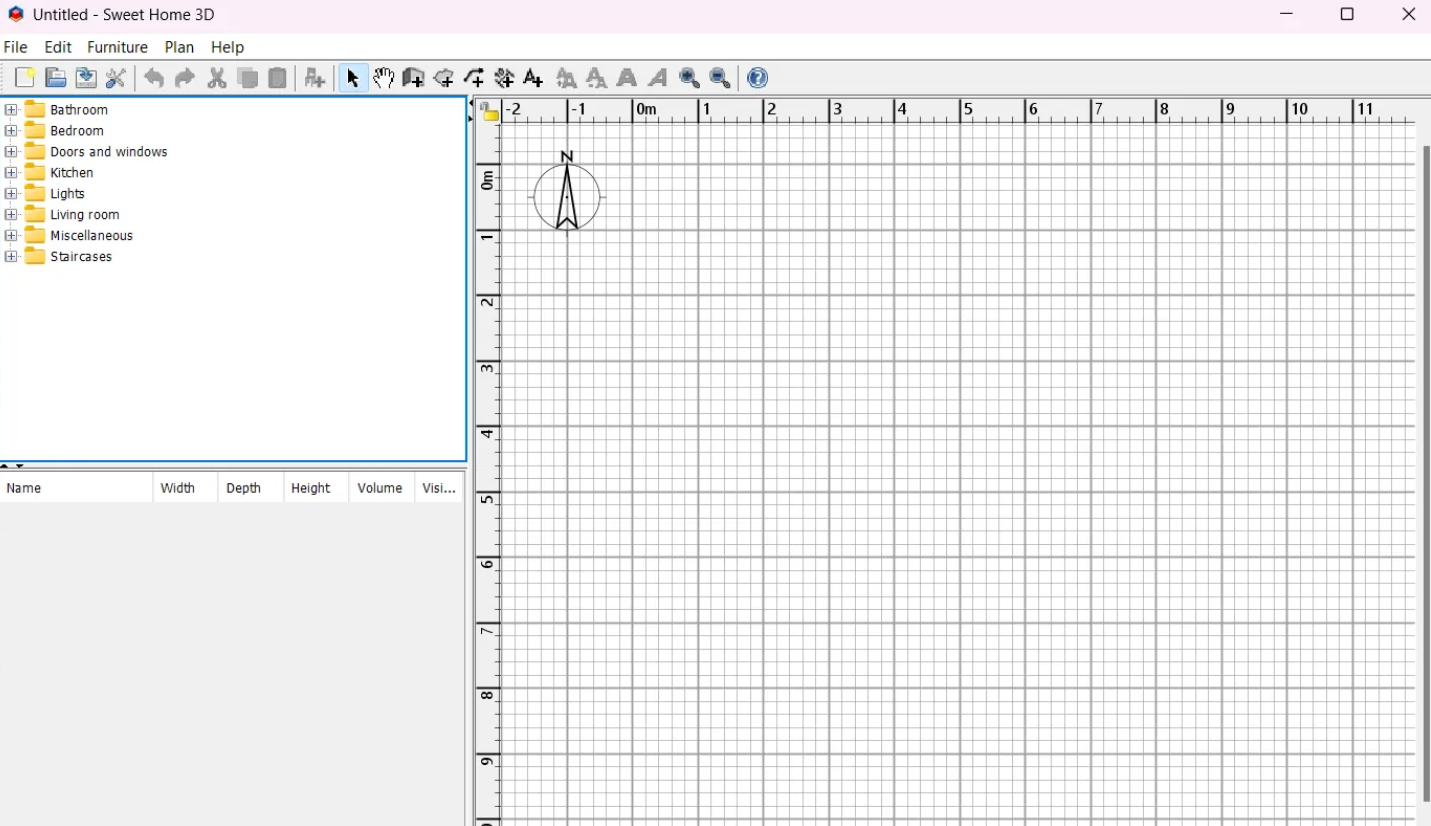 Untitled - Sweet Home 3D
File Edit Furniture Plan Help
Bathroom
Bedroom
Doors and windows
Kitchen
Lights
Living room
Miscellaneous
Staircases
Name Width Depth Height Volume Visi...
-2 -1 0m 1 2 3 4 5 6 7 8 9 10 11
N
0m
1
2
3
4
5
6
7
8
9